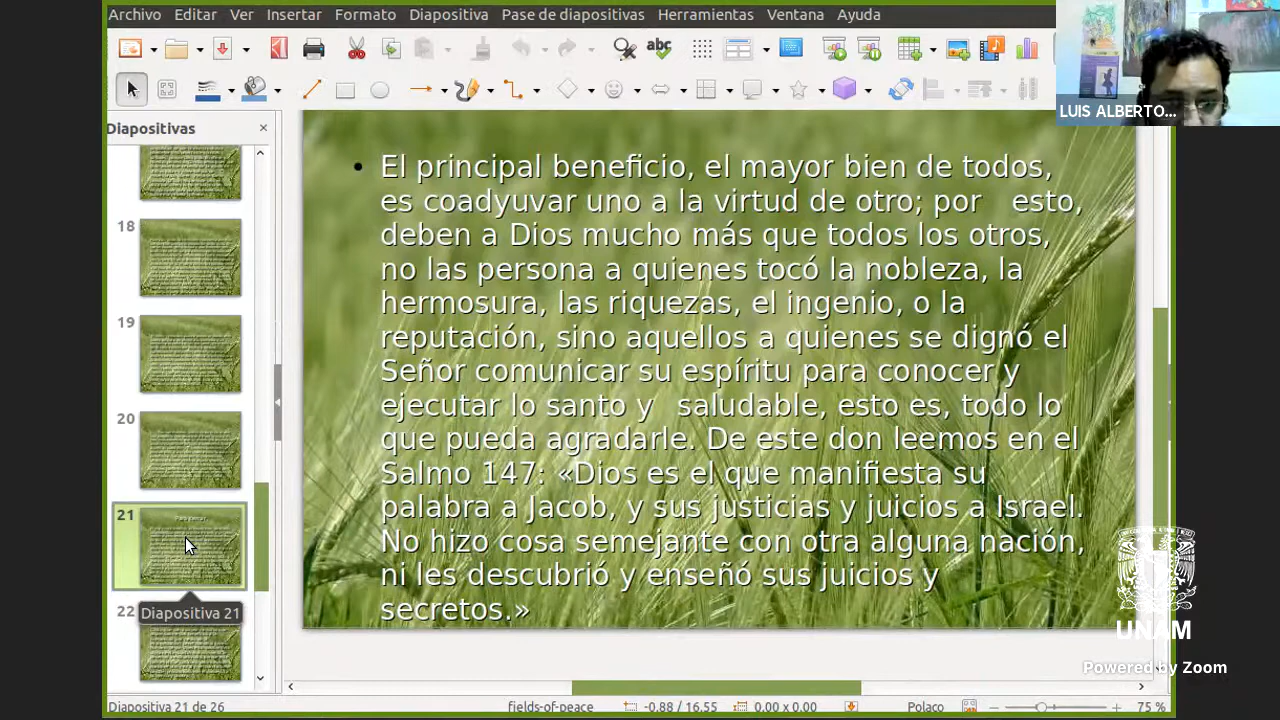 Archivo Editar Ver Insertar Formato Diapositiva Pase de diapositivas Herramientas Ventana Ayuda
abc
LUIS ALBERTO...
Diapositivas
18
19
20
21
Diapositiva 21
22
El principal beneficio, el mayor bien de todos,
es coadyuvar uno a la virtud de otro; por esto,
deben a Dios mucho más que todos los otros,
no las persona a quienes tocó la nobleza, la
hermosura, las riquezas, el ingenio, o la
reputación, sino aquellos a quienes se dignó el
Señor comunicar su espíritu para conocer y
ejecutar lo santo y saludable, esto es, todo lo
que pueda agradarle. De este don leemos en el
Salmo 147: «Dios es el que manifiesta su
palabra a Jacob, y sus justicias y juicios a Israel.
No hizo cosa semejante con otra alguna nación,
ni les descubrió y enseñó sus juicios y
secretos.»
UNAM
Powered by Zoom
Diapositiva 21 de 26 fields-of-peace -0.88 / 16.55 0.00 x 0.00 Polaco 75 %